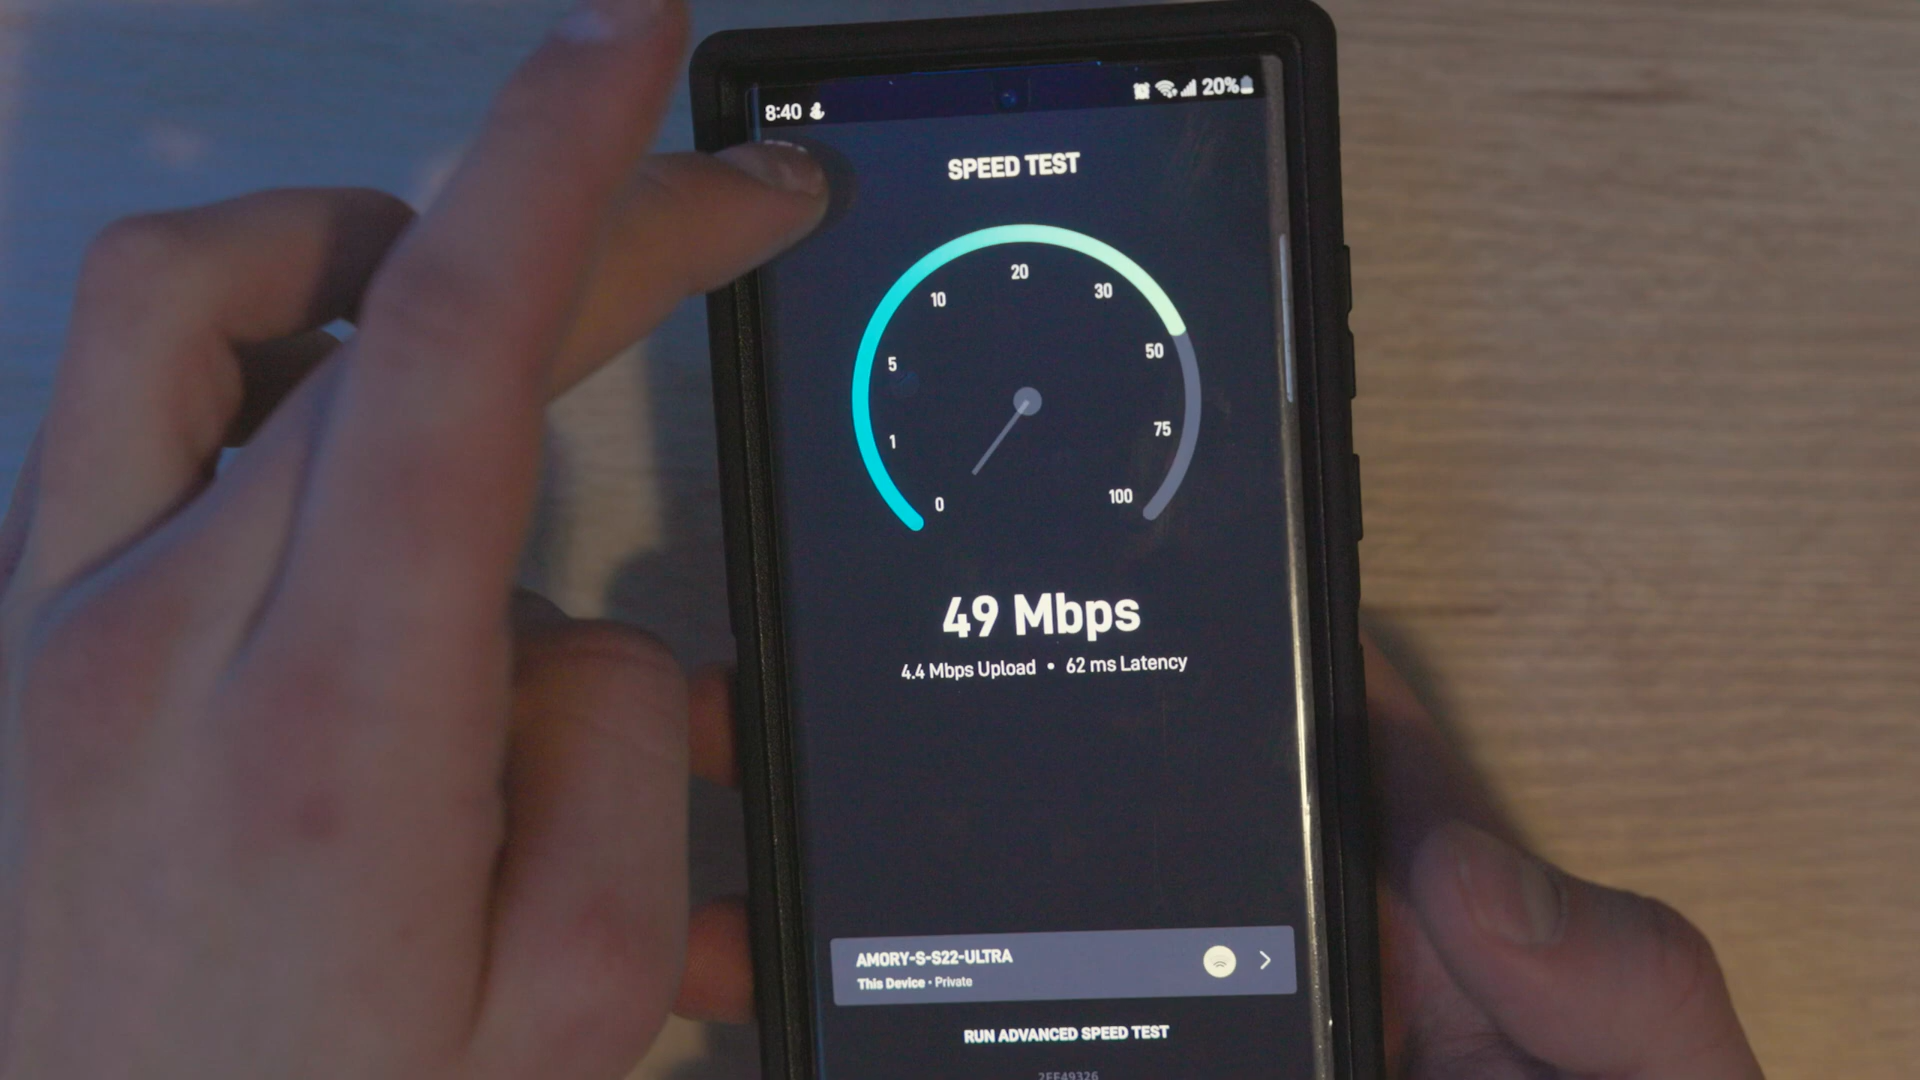 8:40
20%
SPEED TEST
20
10
30
5
50
1
75
0
100
49 Mbps
4.4 Mbps Upload • 62 ms Latency
AMORY-S-S22-ULTRA
This Device • Private
RUN ADVANCED SPEED TEST
2FF49326